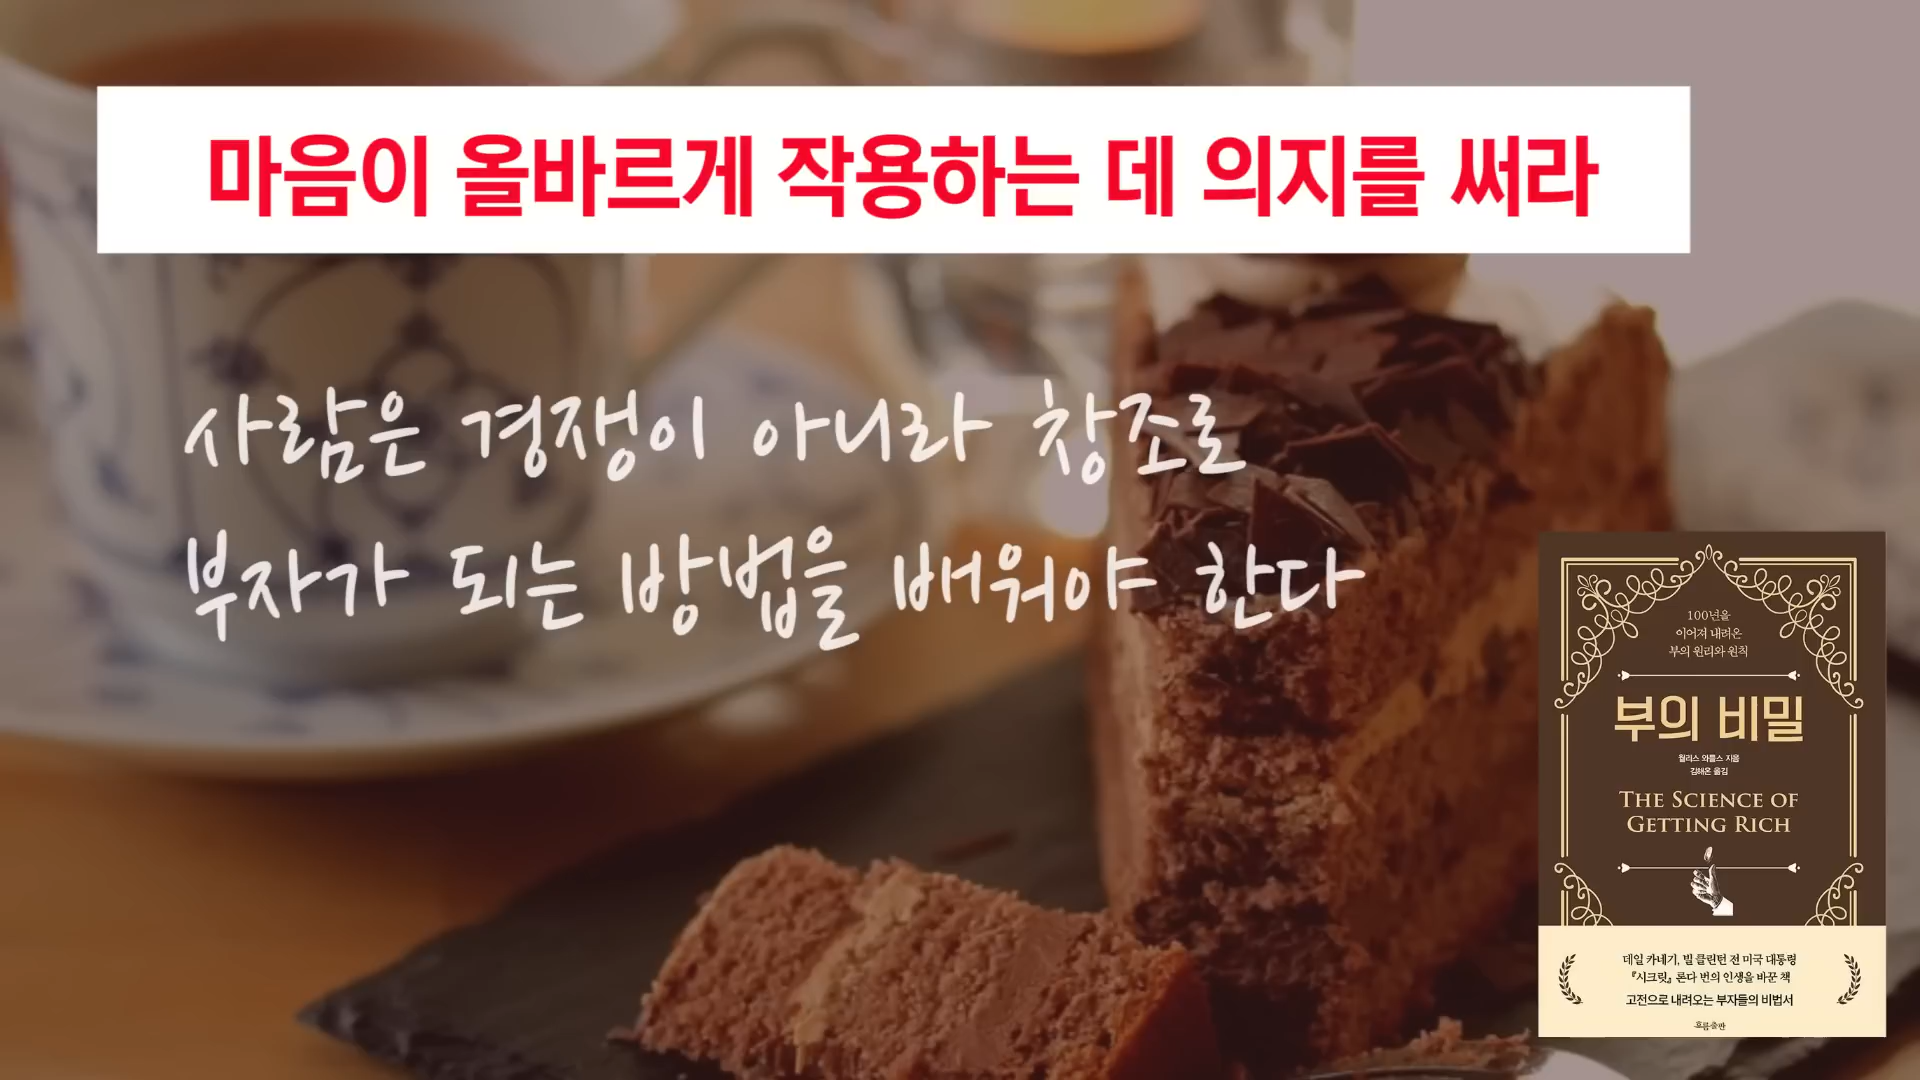 마음이 올바르게 작용하는 데 의지를 써라
사람은 경쟁이 아니라 창조로
부자가 되는 방법을 배워야 한다
100년을
이어져 내려온
부의 원리와 원칙
부의 비밀
월리스 와틀스 지음
김해온 옮김
THE SCIENCE OF
GETTING RICH
데일 카네기, 빌 클린턴 전 미국 대통령
『시크릿』 론다 번의 인생을 바꾼 책
고전으로 내려오는 부자들의 비법서
흐름출판